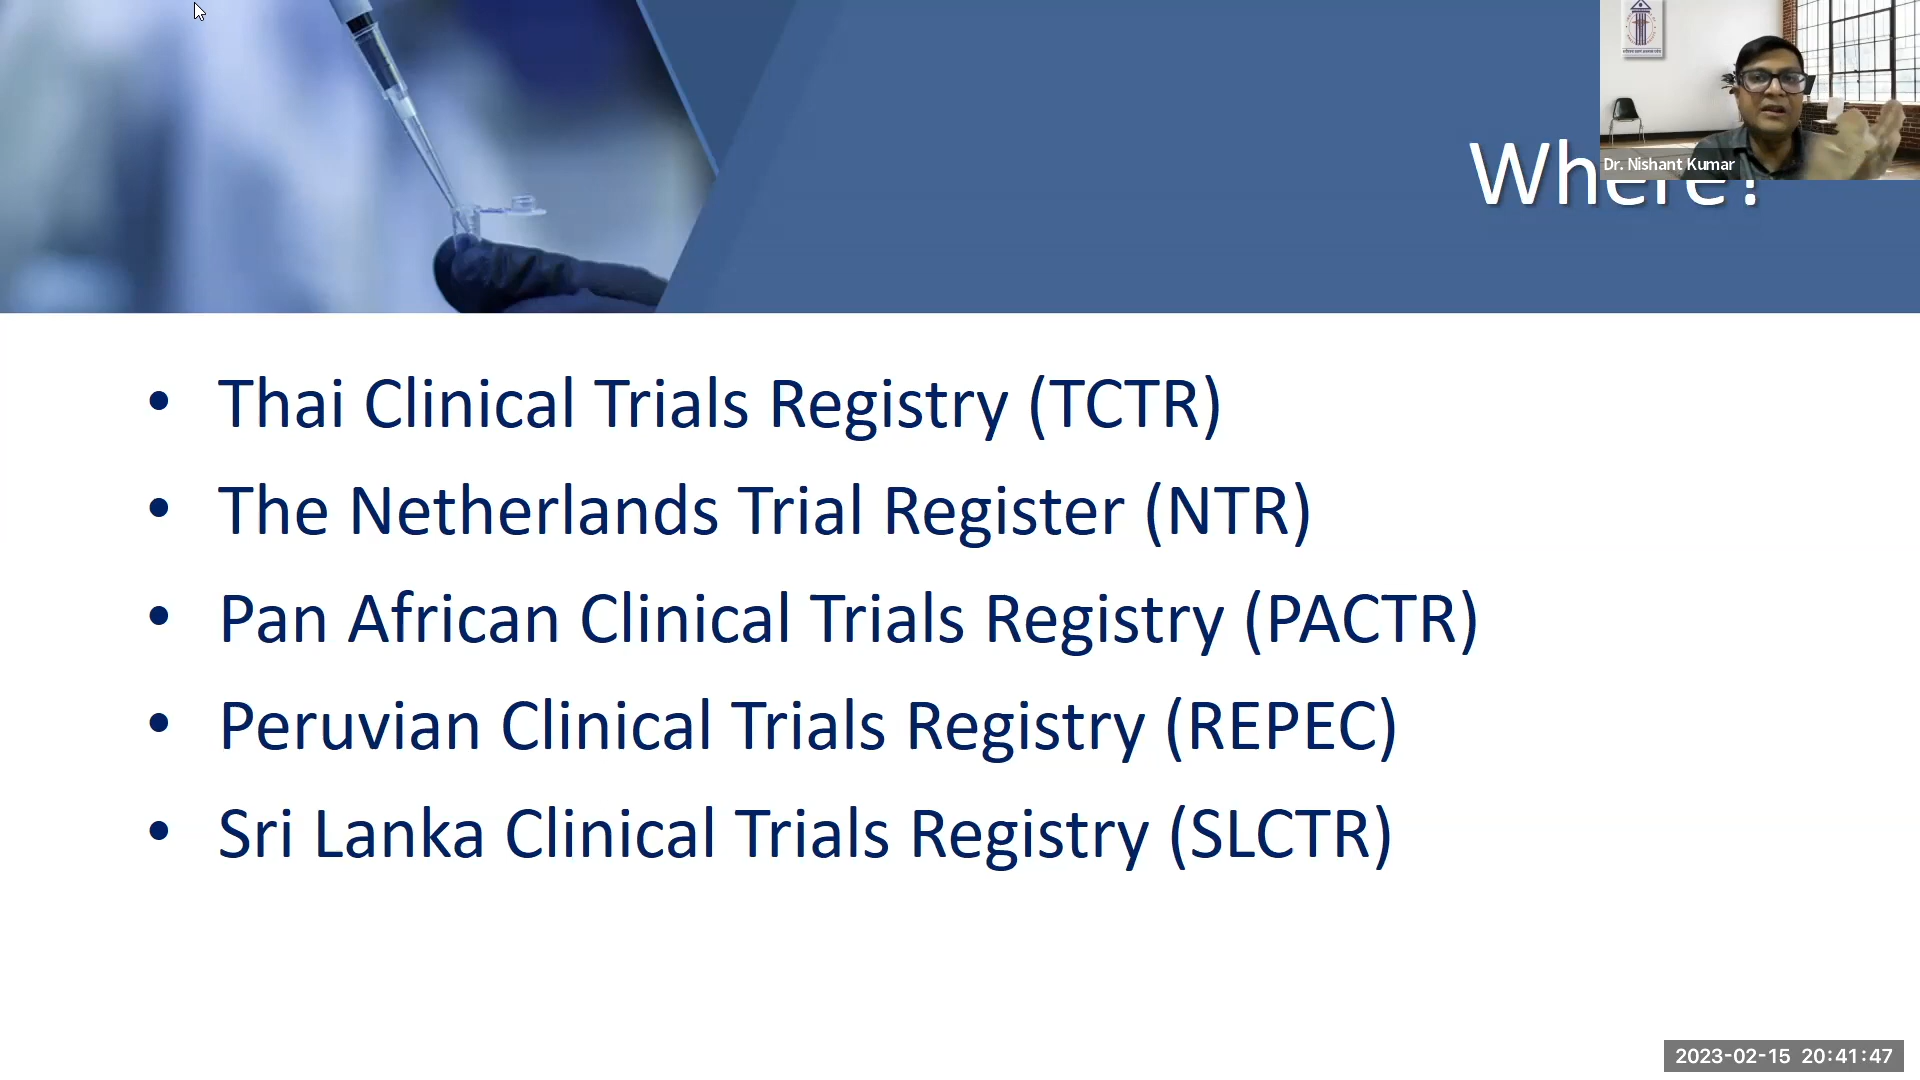 Where?
Dr. Nishant Kumar
• Thai Clinical Trials Registry (TCTR)
• The Netherlands Trial Register (NTR)
• Pan African Clinical Trials Registry (PACTR)
• Peruvian Clinical Trials Registry (REPEC)
• Sri Lanka Clinical Trials Registry (SLCTR)
2023-02-15 20:41:47